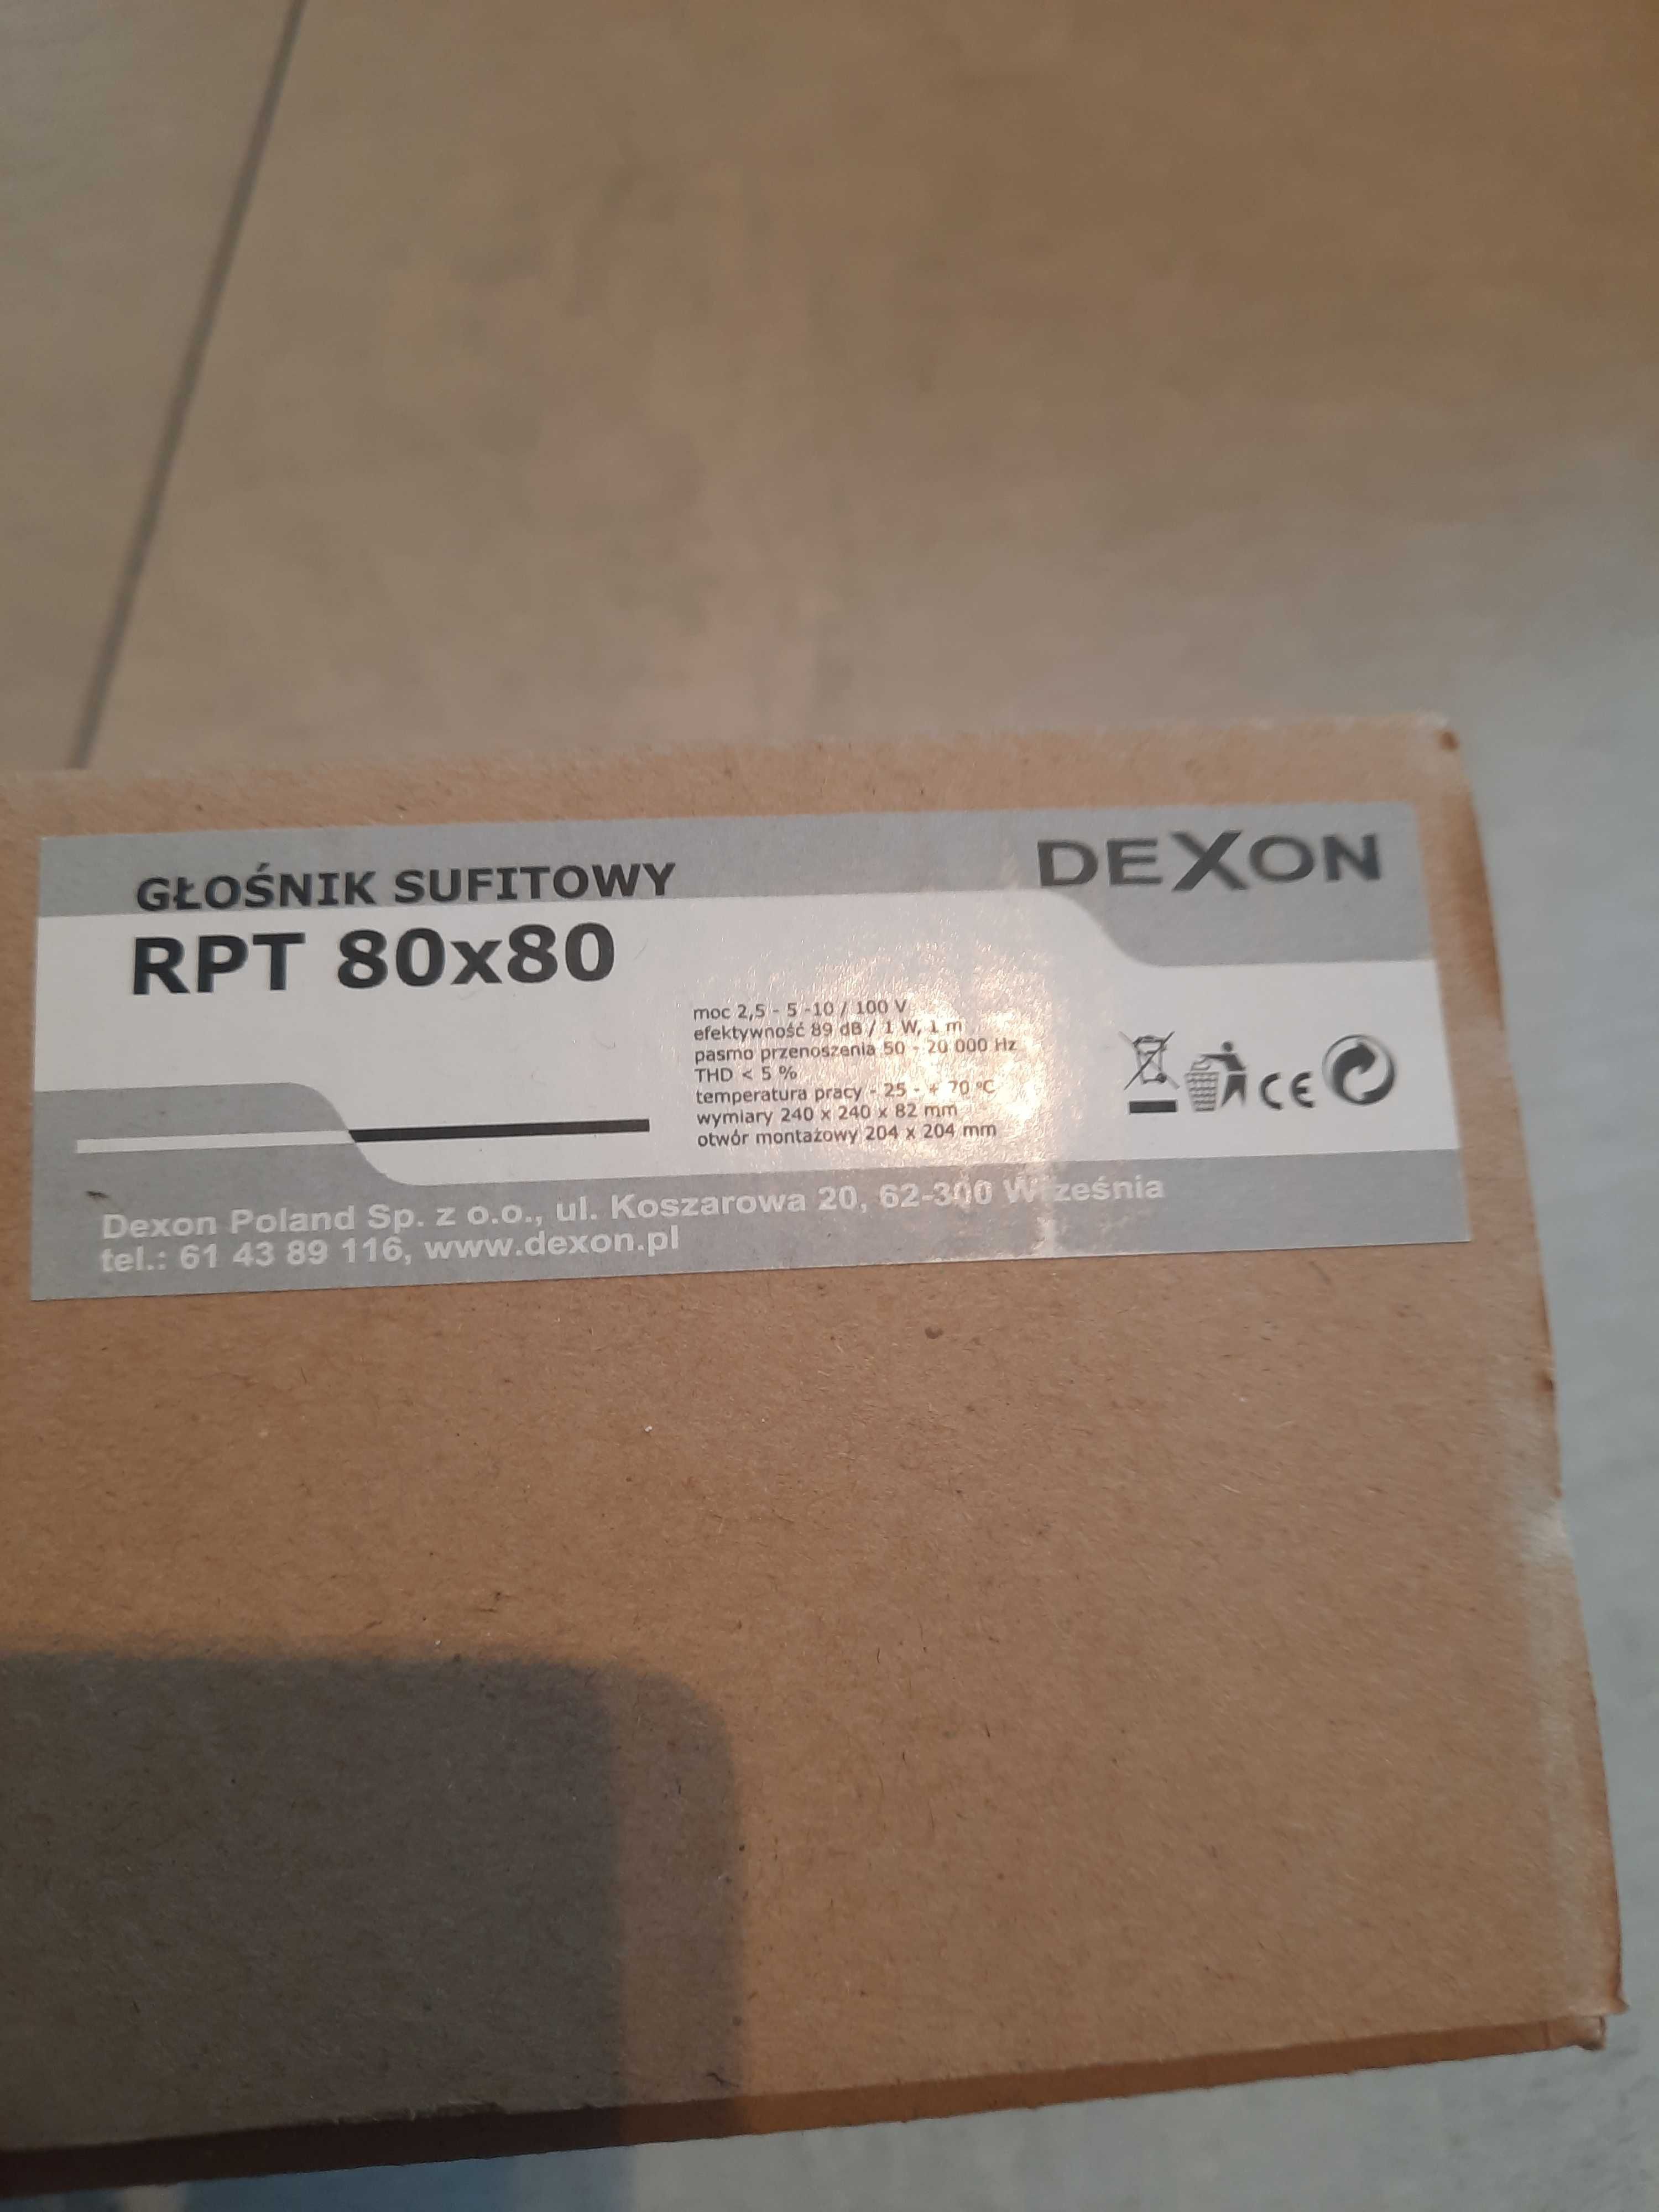 GŁOŚNIK SUFITOWY
DEXON
RPT 80x80
moc 2,5 - 5 -10 / 100 V
efektywność 89 dB / 1 W, 1 m
pasmo przenoszenia 50 - 20 000 Hz
THD < 5 %
temperatura pracy - 25 - + 70 ºC
wymiary 240 x 240 x 82 mm
otwór montażowy 204 x 204 mm
CE
Dexon Poland Sp. z o.o., ul. Koszarowa 20, 62-300 Września
tel.: 61 43 89 116, www.dexon.pl